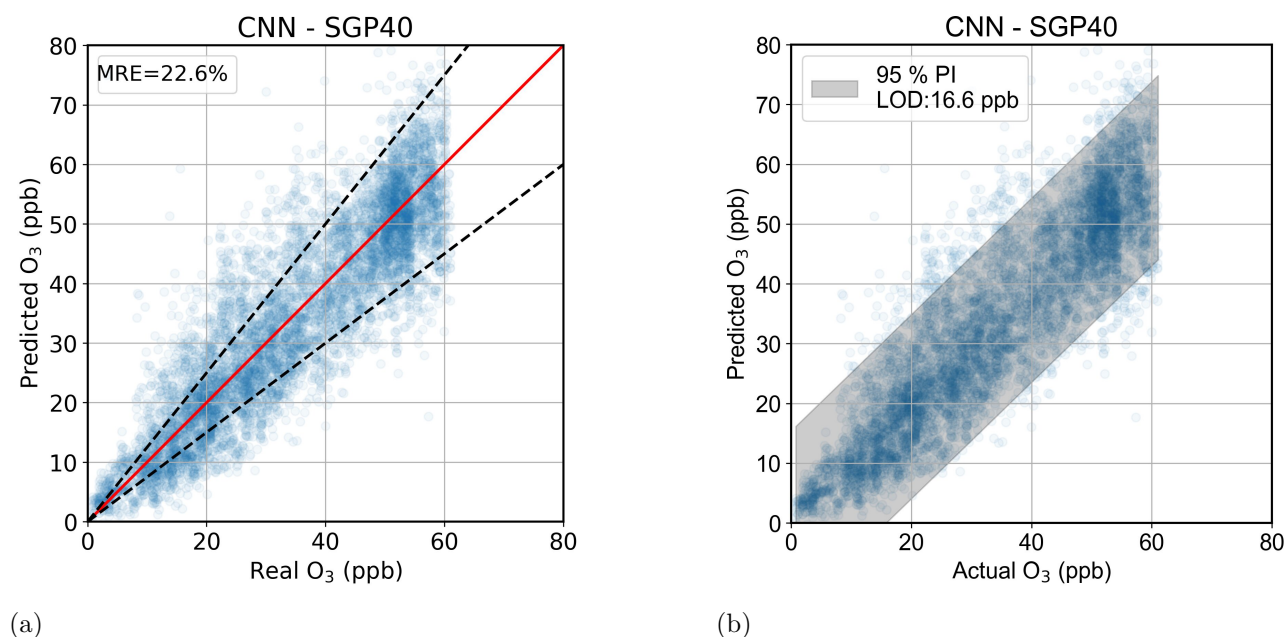 CNN - SGP40
MRE=22.6%
80
70
60
50
40
30
20
10
0
Predicted O₃ (ppb)
0 20 40 60 80
Real O₃ (ppb)
(a)
CNN - SGP40
95 % PI
LOD:16.6 ppb
80
70
60
50
40
30
20
10
0
Predicted O₃ (ppb)
0 20 40 60 80
Actual O₃ (ppb)
(b)